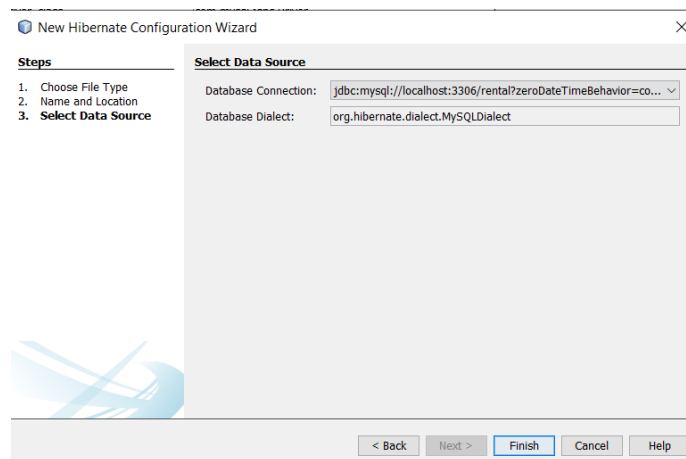 New Hibernate Configuration Wizard
Steps
1. Choose File Type
2. Name and Location
3. Select Data Source
Select Data Source
Database Connection: jdbc:mysql://localhost:3306/rental?zeroDateTimeBehavior=co...
Database Dialect: org.hibernate.dialect.MySQLDialect
< Back Next > Finish Cancel Help